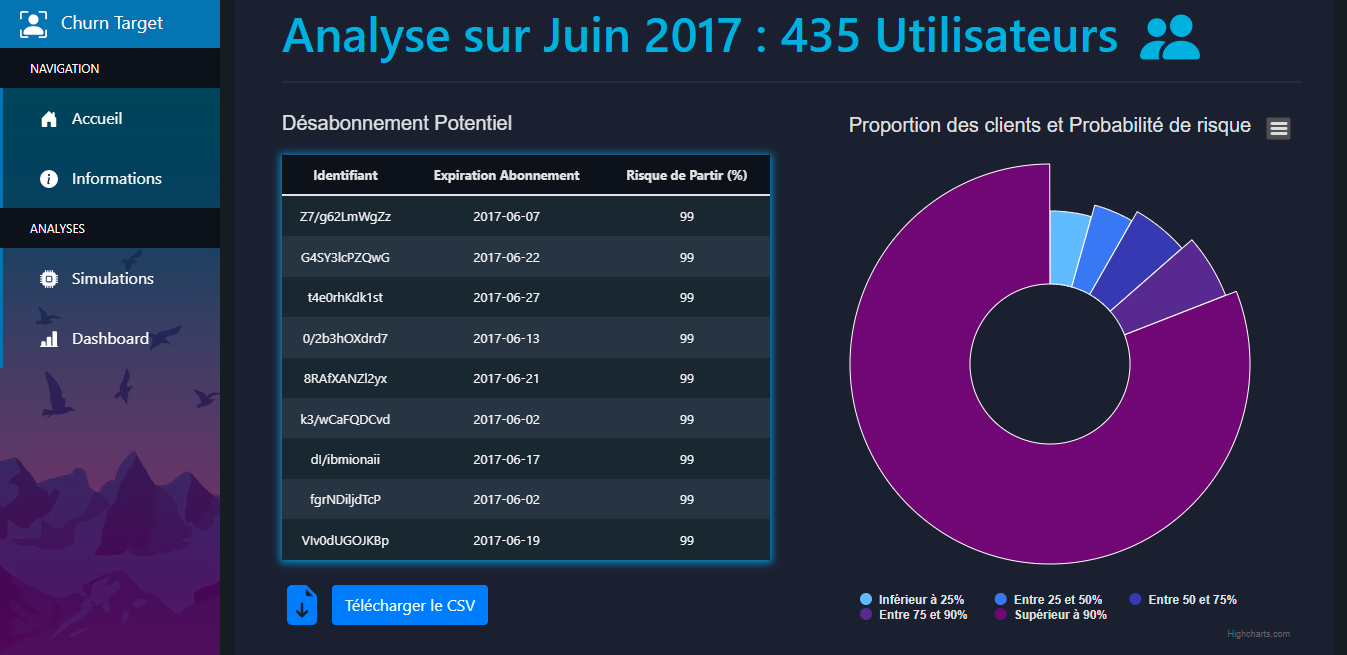 Churn Target
NAVIGATION
Accueil
Informations
ANALYSES
Simulations
Dashboard
Analyse sur Juin 2017 : 435 Utilisateurs
Désabonnement Potentiel
Identifiant Expiration Abonnement Risque de Partir (%)
Z7/g62LmWgZz 2017-06-07 99
G4SY3lcPZQwG 2017-06-22 99
t4e0rhKdk1st 2017-06-27 99
0/2b3hOXdrd7 2017-06-13 99
8RAfXANZl2yx 2017-06-21 99
k3/wCaFQDCvd 2017-06-02 99
dI/ibmionaii 2017-06-17 99
fgrNDiljdTcP 2017-06-02 99
VIv0dUGOJKBp 2017-06-19 99
Télécharger le CSV
Proportion des clients et Probabilité de risque
Inférieur à 25% Entre 25 et 50% Entre 50 et 75%
Entre 75 et 90% Supérieur à 90%
Highcharts.com